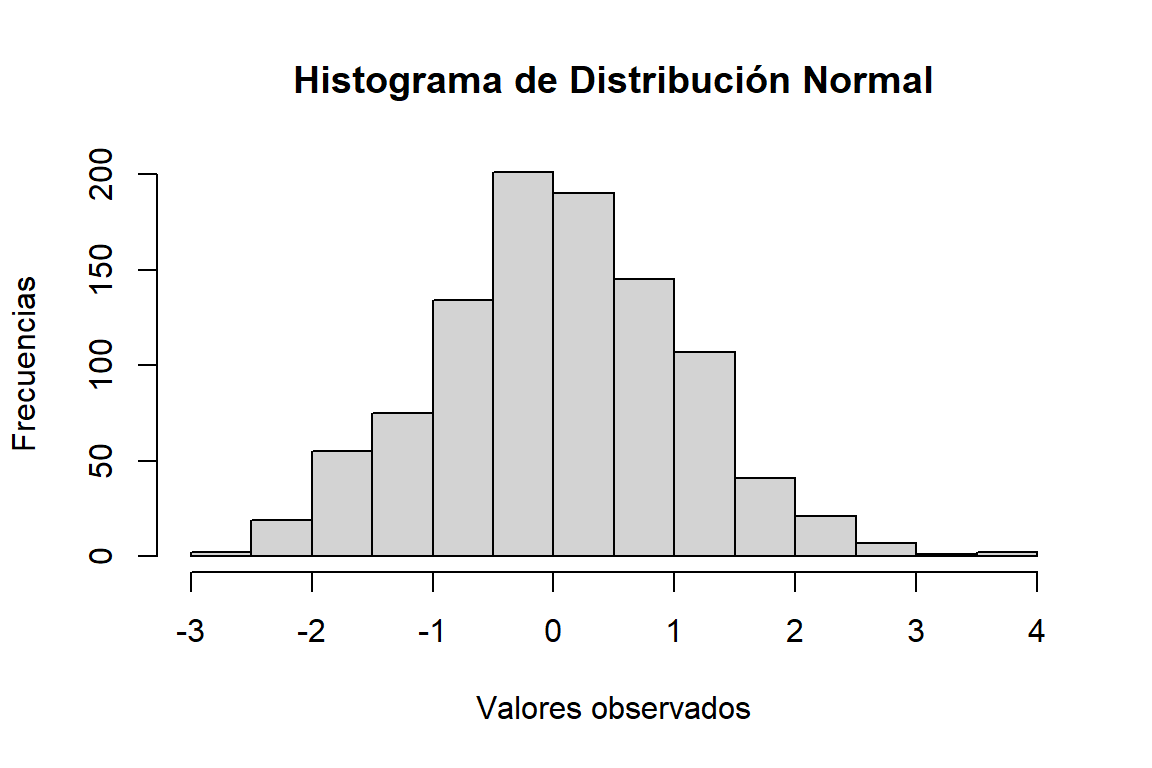 Histograma de Distribución Normal
Frecuencias
200
150
100
50
0
-3 -2 -1 0 1 2 3 4
Valores observados